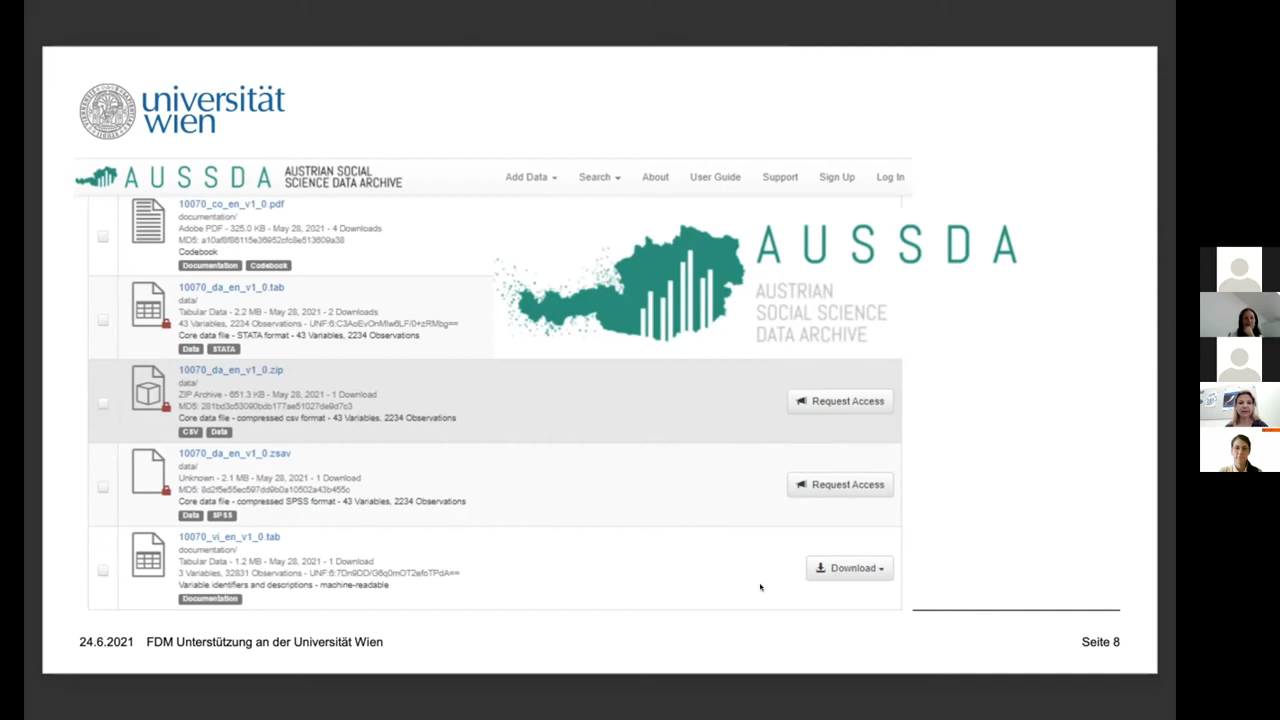 universität
wien
AUSSDA AUSTRIAN SOCIAL
SCIENCE DATA ARCHIVE
Add Data Search About User Guide Support Sign Up Log In
10070_co_en_v1_0.pdf
documentation/
Adobe PDF - 325.0 KB - May 28, 2021 - 4 Downloads
Codebook
Documentation Codebook
10070_da_en_v1_0.tab
data/
Tabular Data - 2.2 MB - May 28, 2021 - 2 Downloads
43 Variables, 2234 Observations
Core data file - STATA format - 43 Variables, 2234 Observations
Data STATA
AUSSDA
AUSTRIAN
SOCIAL SCIENCE
DATA ARCHIVE
10070_da_en_v1_0.zip
data/
ZIP Archive - 651.3 KB - May 28, 2021 - 1 Download
Core data file - compressed csv format - 43 Variables, 2234 Observations
CSV Data
Request Access
10070_da_en_v1_0.zsav
data/
Unknown - 2.1 MB - May 28, 2021 - 1 Download
Core data file - compressed SPSS format - 43 Variables, 2234 Observations
Data SPSS
Request Access
10070_vi_en_v1_0.tab
documentation/
Tabular Data - 1.2 MB - May 28, 2021 - 1 Download
3 Variables, 32831 Observations
Variable identifiers and descriptions - machine-readable
Documentation
Download
24.6.2021 FDM Unterstützung an der Universität Wien Seite 8